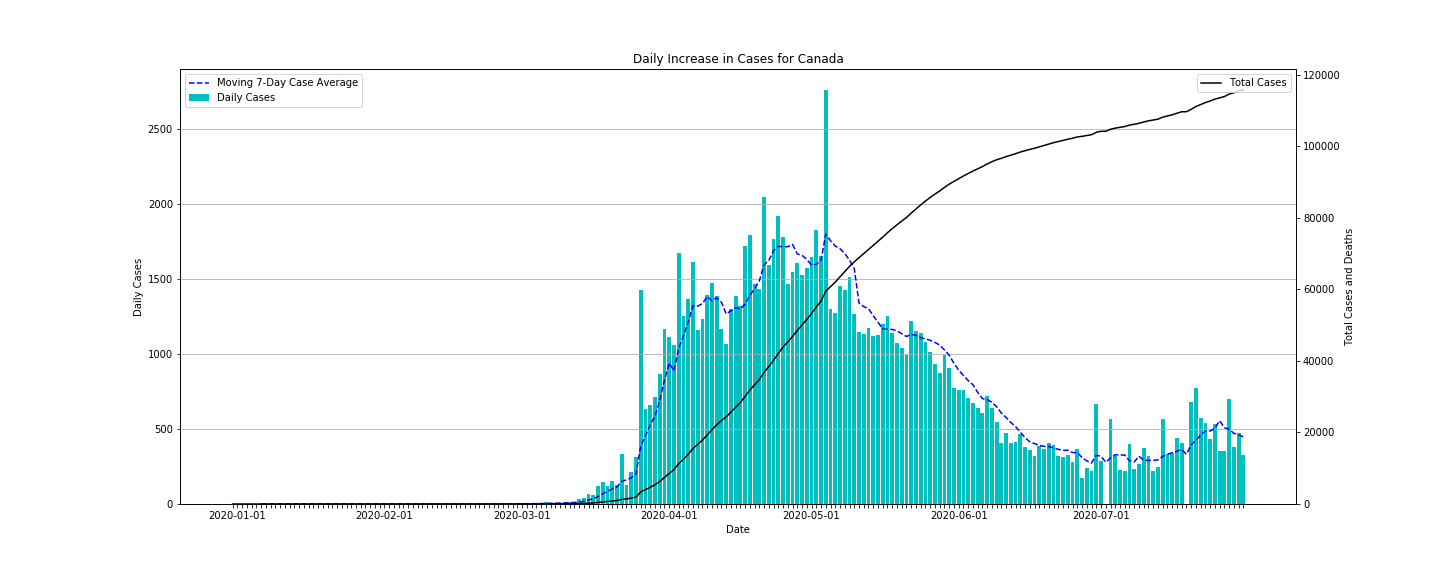 Daily Increase in Cases for Canada
Moving 7-Day Case Average
Daily Cases
Total Cases
120000
100000
80000
60000
40000
20000
0
2500
2000
1500
1000
500
0
Daily Cases
Total Cases and Deaths
2020-01-01
2020-02-01
2020-03-01
2020-04-01
2020-05-01
2020-06-01
2020-07-01
Date